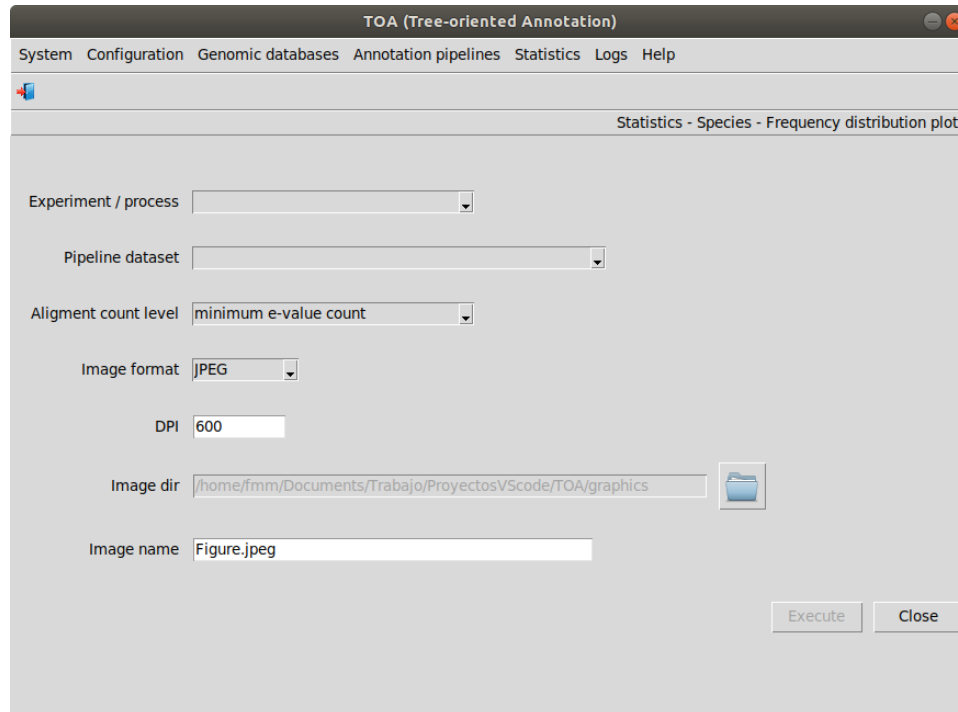 TOA (Tree-oriented Annotation)
System Configuration Genomic databases Annotation pipelines Statistics Logs Help
Statistics - Species - Frequency distribution plot
Experiment / process
Pipeline dataset
Aligment count level minimum e-value count
Image format JPEG
DPI 600
Image dir /home/fmm/Documents/Trabajo/ProyectosVScode/TOA/graphics
Image name Figure.jpeg
Execute Close